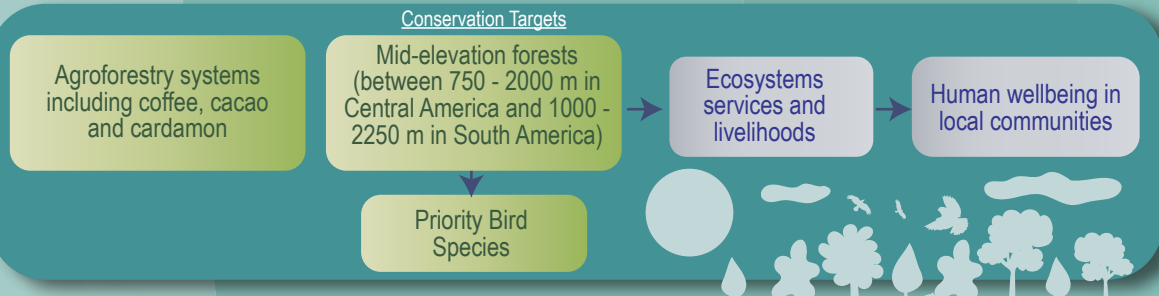 Conservation Targets
Agroforestry systems
including coffee, cacao
and cardamon
Mid-elevation forests
(between 750 - 2000 m in
Central America and 1000 -
2250 m in South America)
Ecosystems
services and
livelihoods
Human wellbeing in
local communities
Priority Bird
Species